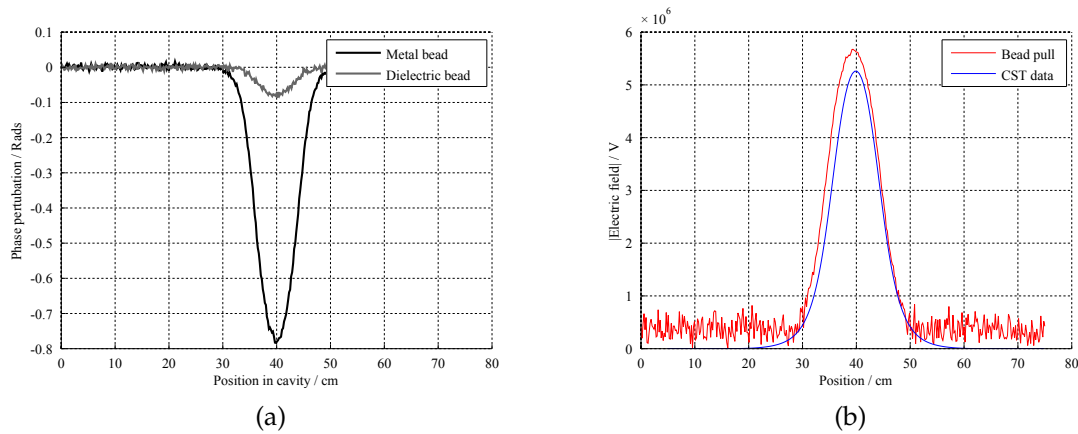 0.1
0
-0.1
-0.2
-0.3
-0.4
-0.5
-0.6
-0.7
-0.8
Phase pertubation / Rads
Metal bead
Dielectric bead
0 10 20 30 40 50 60 70 80
Position in cavity / cm
(a)
× 10⁶
6
5
4
3
2
1
0
|Electric field| / V
Bead pull
CST data
0 10 20 30 40 50 60 70 80
Position / cm
(b)